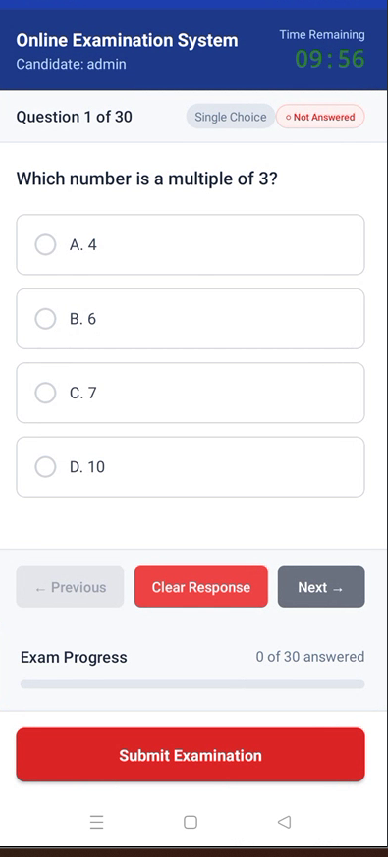 Online Examination System
Time Remaining
Candidate: admin
09:56
Question 1 of 30
Single Choice
○ Not Answered
Which number is a multiple of 3?
A. 4
B. 6
C. 7
D. 10
← Previous
Clear Response
Next →
Exam Progress
0 of 30 answered
Submit Examination